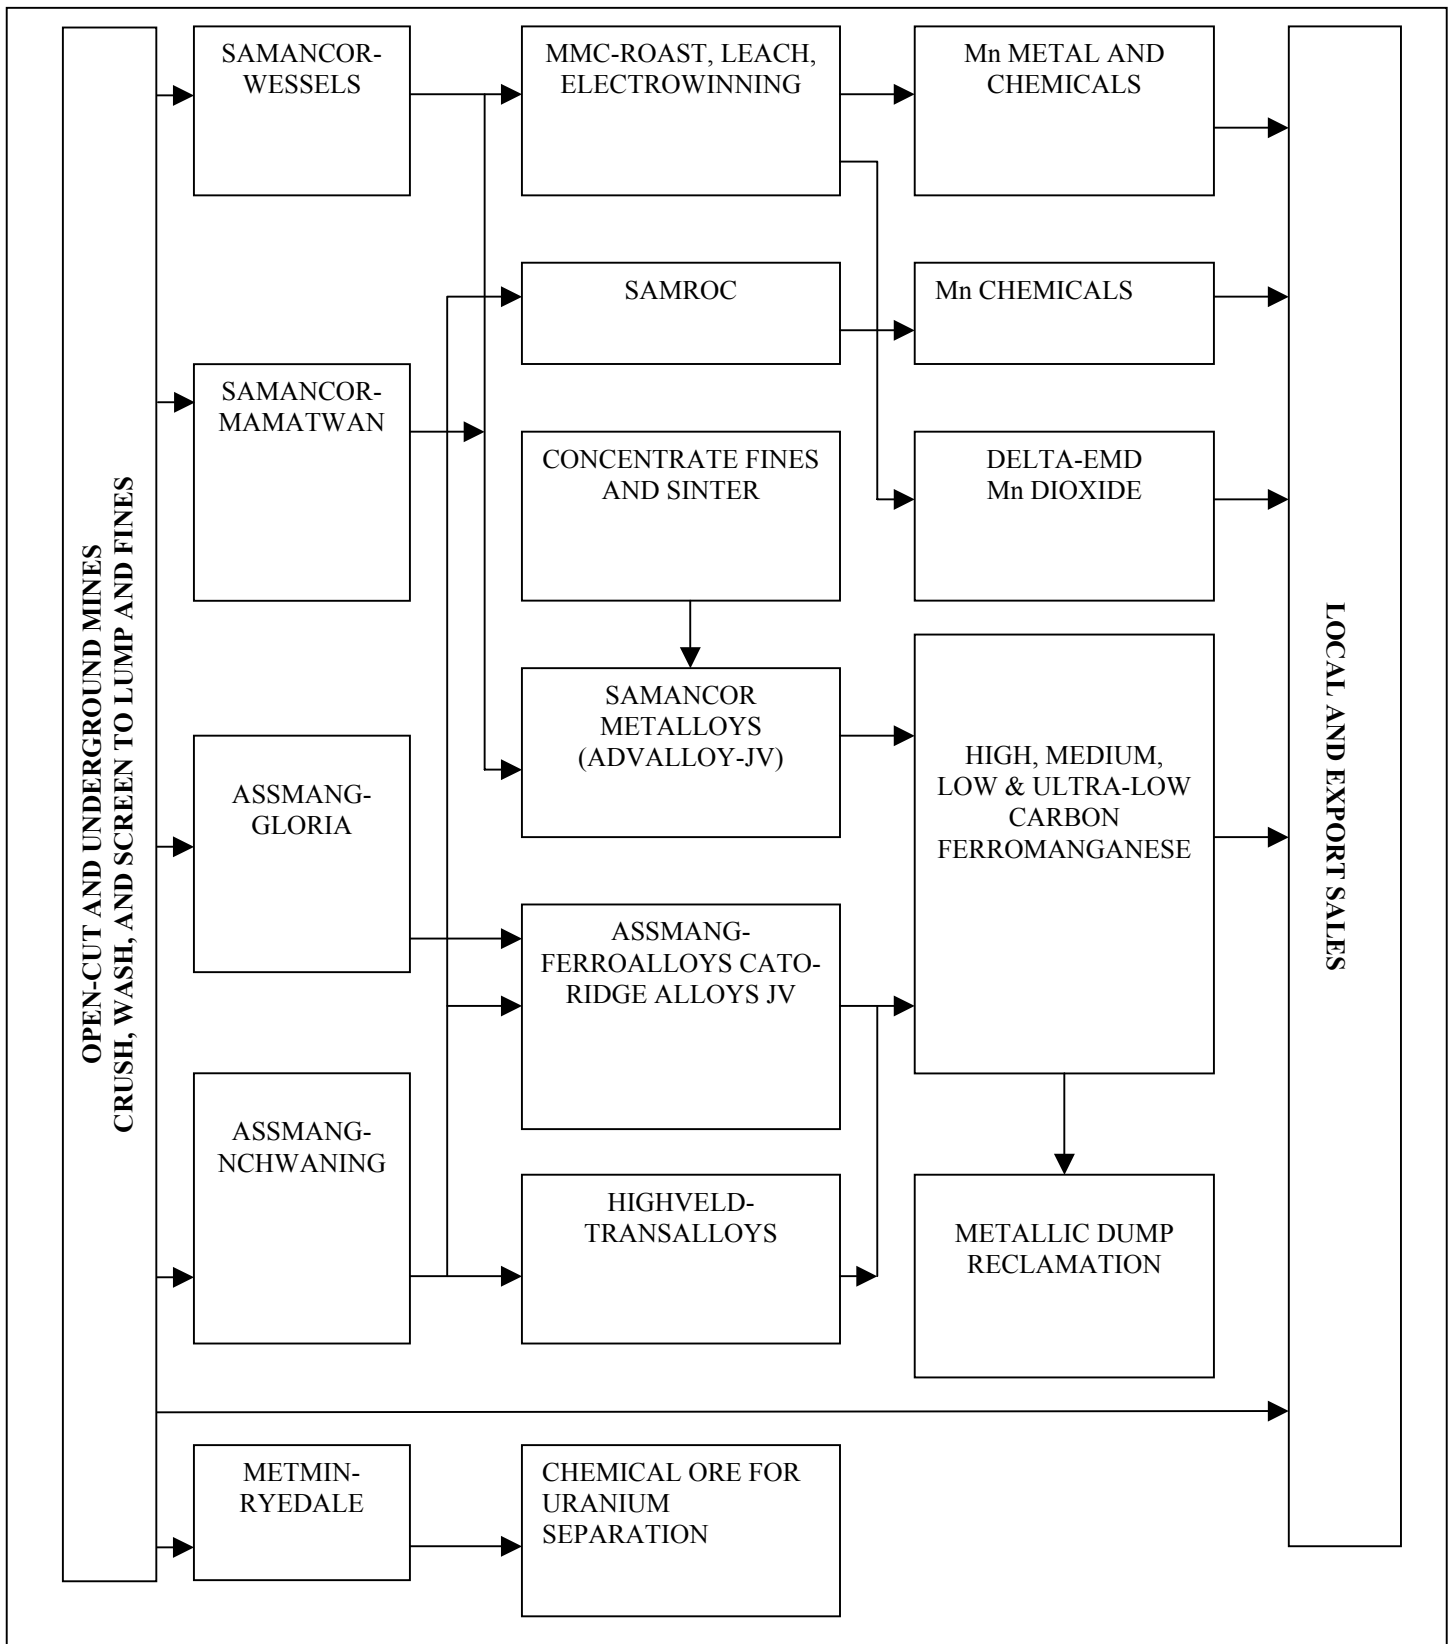 OPEN-CUT AND UNDERGROUND MINES
CRUSH, WASH, AND SCREEN TO LUMP AND FINES
SAMANCOR-
WESSELS
SAMANCOR-
MAMATWAN
ASSMANG-
GLORIA
ASSMANG-
NCHWANING
METMIN-
RYEDALE
MMC-ROAST, LEACH,
ELECTROWINNING
SAMROC
CONCENTRATE FINES
AND SINTER
SAMANCOR
METALLOYS
(ADVALLOY-JV)
ASSMANG-
FERROALLOYS CATO-
RIDGE ALLOYS JV
HIGHVELD-
TRANSALLOYS
CHEMICAL ORE FOR
URANIUM
SEPARATION
Mn METAL AND
CHEMICALS
Mn CHEMICALS
DELTA-EMD
Mn DIOXIDE
HIGH, MEDIUM,
LOW & ULTRA-LOW
CARBON
FERROMANGANESE
METALLIC DUMP
RECLAMATION
LOCAL AND EXPORT SALES